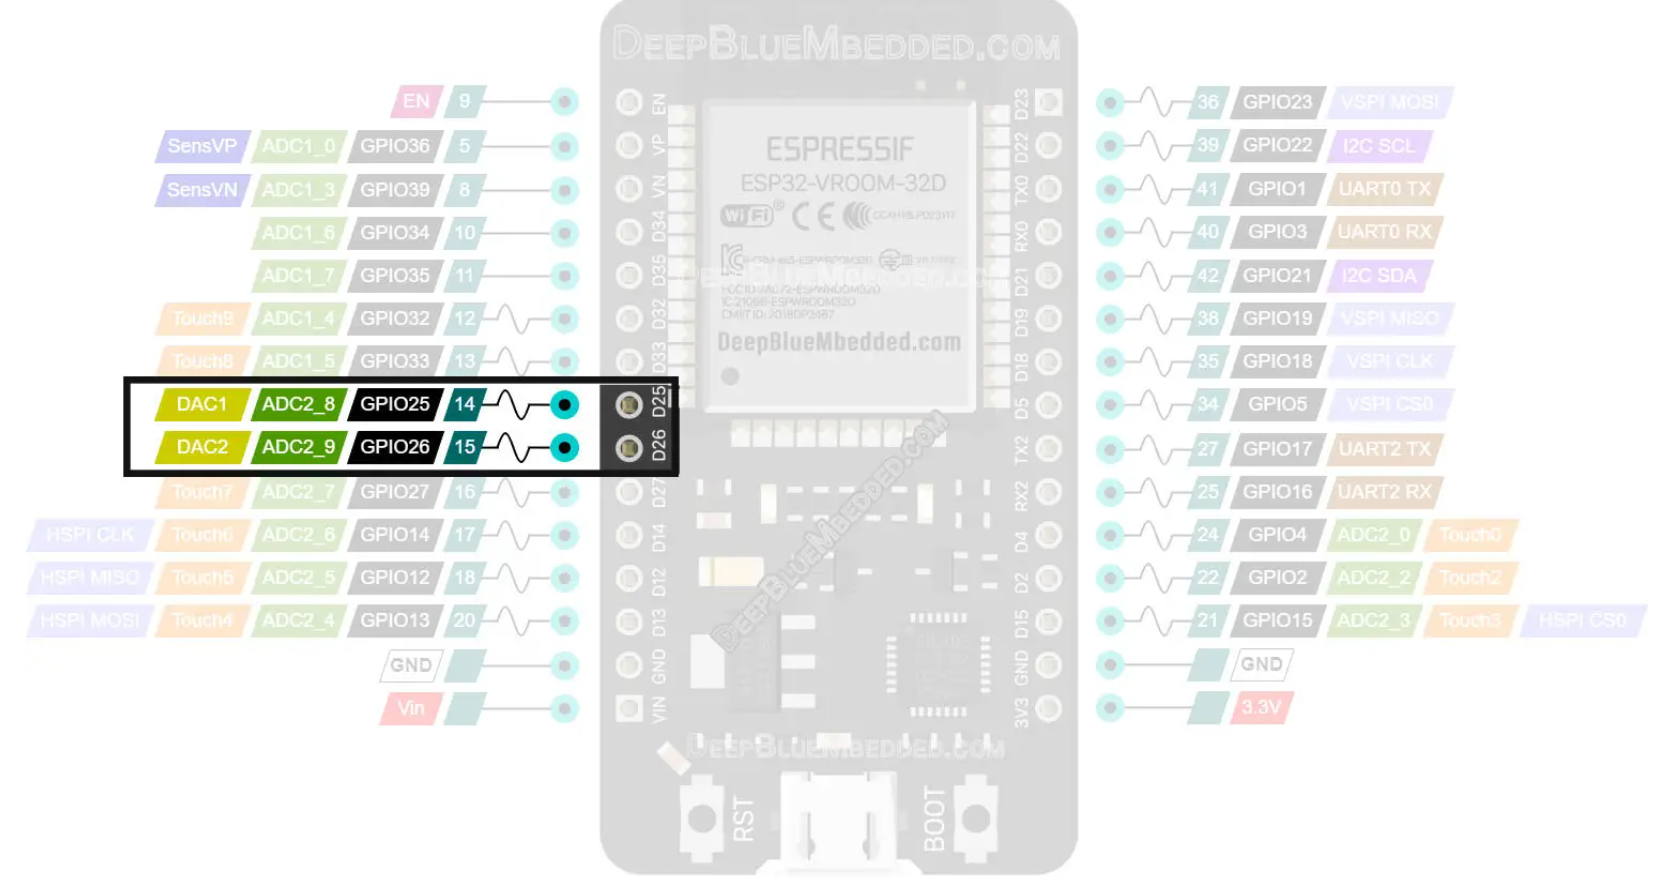 DEEPBLUEMBEDDED.COM
EN 9 EN
SensVP ADC1_0 GPIO36 5 VP
SensVN ADC1_3 GPIO39 8 VN
ADC1_6 GPIO34 10 D34
ADC1_7 GPIO35 11 D35
Touch9 ADC1_4 GPIO32 12 D32
Touch8 ADC1_5 GPIO33 13 D33
DAC1 ADC2_8 GPIO25 14 D25
DAC2 ADC2_9 GPIO26 15 D26
Touch7 ADC2_7 GPIO27 16 D27
HSPI CLK Touch6 ADC2_6 GPIO14 17 D14
HSPI MISO Touch5 ADC2_5 GPIO12 18 D12
HSPI MOSI Touch4 ADC2_4 GPIO13 20 D13
GND GND
Vin VIN
ESPRESSIF
ESP32-VROOM-32D
WiFi CE
DEEPBLUEMBEDDED.COM
CMIIT ID: 2018DP2467
DeepBlueMbedded.com
DEEPBLUEMBEDDED.COM
DEEPBLUEMBEDDED.COM
RST BOOT
D23 36 GPIO23 VSPI MOSI
D22 39 GPIO22 I2C SCL
TX0 41 GPIO1 UART0 TX
RX0 40 GPIO3 UART0 RX
D21 42 GPIO21 I2C SDA
D19 38 GPIO19 VSPI MISO
D18 35 GPIO18 VSPI CLK
D5 34 GPIO5 VSPI CS0
TX2 27 GPIO17 UART2 TX
RX2 25 GPIO16 UART2 RX
D4 24 GPIO4 ADC2_0 Touch0
D2 22 GPIO2 ADC2_2 Touch2
D15 21 GPIO15 ADC2_3 Touch3 HSPI CS0
GND GND
3V3 3.3V